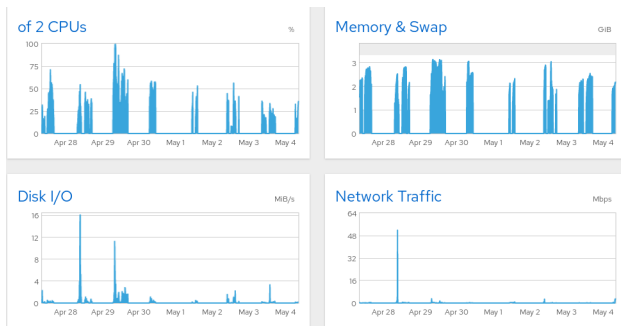 of 2 CPUs
%
100
75
50
25
0
Apr 28 Apr 29 Apr 30 May 1 May 2 May 3 May 4
Memory & Swap
GiB
3
2
1
0
Apr 28 Apr 29 Apr 30 May 1 May 2 May 3 May 4
Disk I/O
MiB/s
16
12
8
4
0
Apr 28 Apr 29 Apr 30 May 1 May 2 May 3 May 4
Network Traffic
Mbps
64
48
32
16
0
Apr 28 Apr 29 Apr 30 May 1 May 2 May 3 May 4